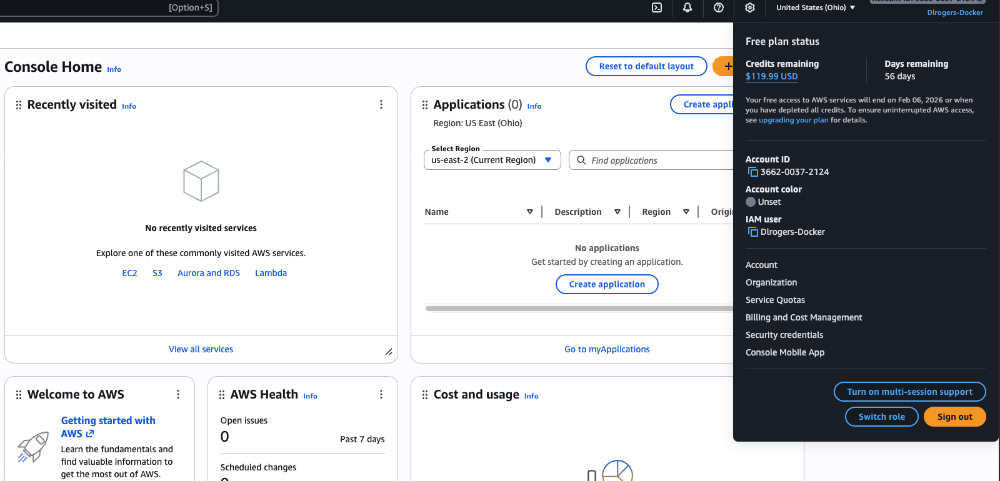 [Option+S]
United States (Ohio)
Dlrogers-Docker
Console Home Info
Reset to default layout
Recently visited Info
No recently visited services
Explore one of these commonly visited AWS services.
EC2 S3 Aurora and RDS Lambda
View all services
Applications (0) Info
Create appli
Region: US East (Ohio)
Select Region
us-east-2 (Current Region)
Find applications
Name Description Region Origi
No applications
Get started by creating an application.
Create application
Go to myApplications
Welcome to AWS
Getting started with
AWS
Learn the fundamentals and
find valuable information to
get the most out of AWS.
AWS Health Info
Open issues
0
Past 7 days
Scheduled changes
Cost and usage Info
Free plan status
Credits remaining
$119.99 USD
Days remaining
56 days
Your free access to AWS services will end on Feb 06, 2026 or when
you have depleted all credits. To ensure uninterrupted AWS access,
see upgrading your plan for details.
Account ID
3662-0037-2124
Account color
Unset
IAM user
Dlrogers-Docker
Account
Organization
Service Quotas
Billing and Cost Management
Security credentials
Console Mobile App
Turn on multi-session support
Switch role
Sign out